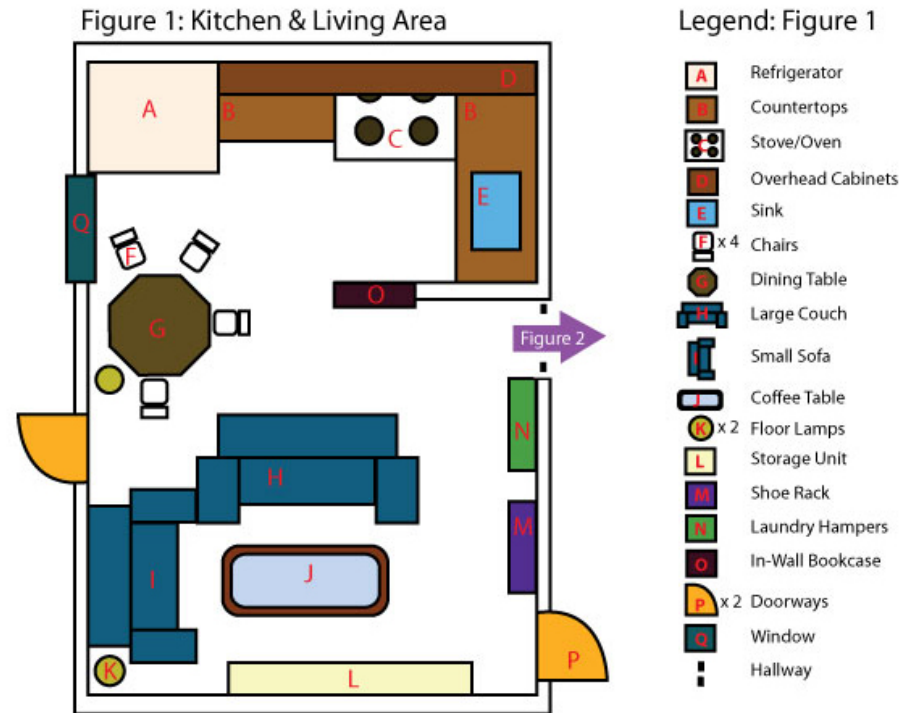 Figure 1: Kitchen & Living Area
D
A
B
B
C
E
Q
F
O
G
Figure 2
N
H
M
I
J
K
L
P
Legend: Figure 1
A Refrigerator
B Countertops
C Stove/Oven
D Overhead Cabinets
E Sink
F x 4 Chairs
G Dining Table
H Large Couch
I Small Sofa
J Coffee Table
K x 2 Floor Lamps
L Storage Unit
M Shoe Rack
N Laundry Hampers
O In-Wall Bookcase
P x 2 Doorways
Q Window
Hallway